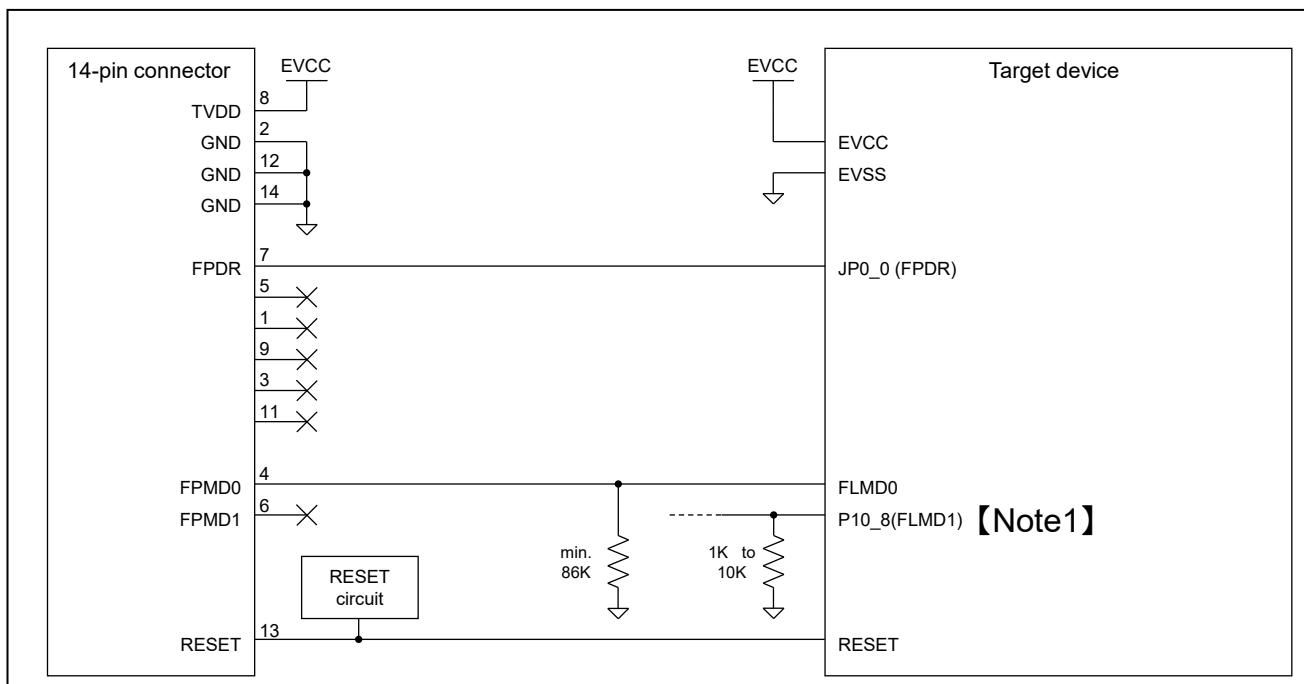 14-pin connector
EVCC
EVCC
Target device
8
TVDD
2
GND
EVCC
12
GND
EVSS
14
GND
7
FPDR
JP0_0 (FPDR)
5
1
9
3
11
4
FPMD0
FLMD0
6
FPMD1
P10_8(FLMD1) 【Note1】
min.
86K
1K to
10K
RESET
circuit
13
RESET
RESET